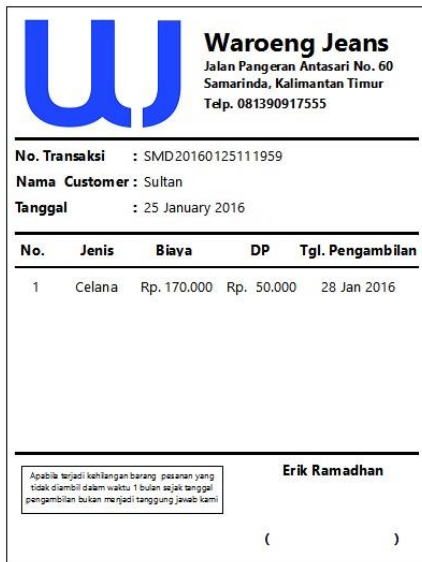 Waroeng Jeans
Jalan Pangeran Antasari No. 60
Samarinda, Kalimantan Timur
Telp. 081390917555
No. Transaksi : SMD20160125111959
Nama Customer : Sultan
Tanggal : 25 January 2016
No. Jenis Biaya DP Tgl. Pengambilan
1 Celana Rp. 170.000 Rp. 50.000 28 Jan 2016
Apabila terjadi kehilangan barang pesanan yang
tidak diambil dalam waktu 1 bulan sejak tanggal
pengambilan bukan menjadi tanggung jawab kami
Erik Ramadhan
( )